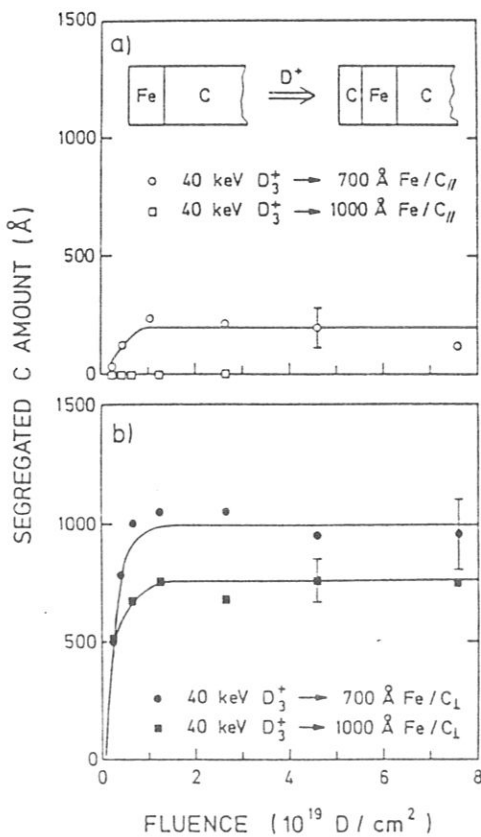 SEGREGATED C AMOUNT (Å)
1500
a)
D⁺
Fe C
C Fe C
1000
○ 40 keV D₃⁺ → 700 Å Fe/C//
□ 40 keV D₃⁺ → 1000 Å Fe/C//
500
0
1500
b)
1000
500
● 40 keV D₃⁺ → 700 Å Fe/C⊥
■ 40 keV D₃⁺ → 1000 Å Fe/C⊥
0
0 2 4 6 8
FLUENCE (10¹⁹ D/cm²)